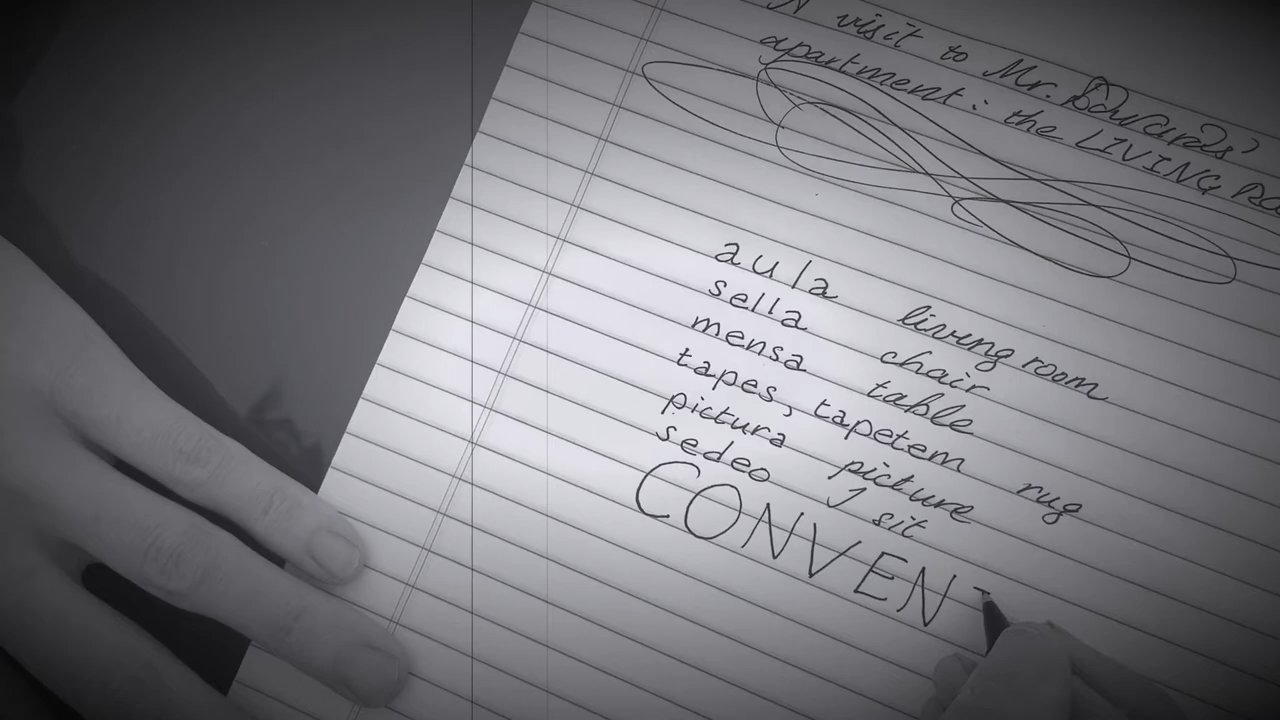 A visit to Mr. Edwards'
apartment: the LIVING
aula living room
sella chair
mensa table
tapes, tapetem rug
pictura picture
sedeo I sit
CONVENT